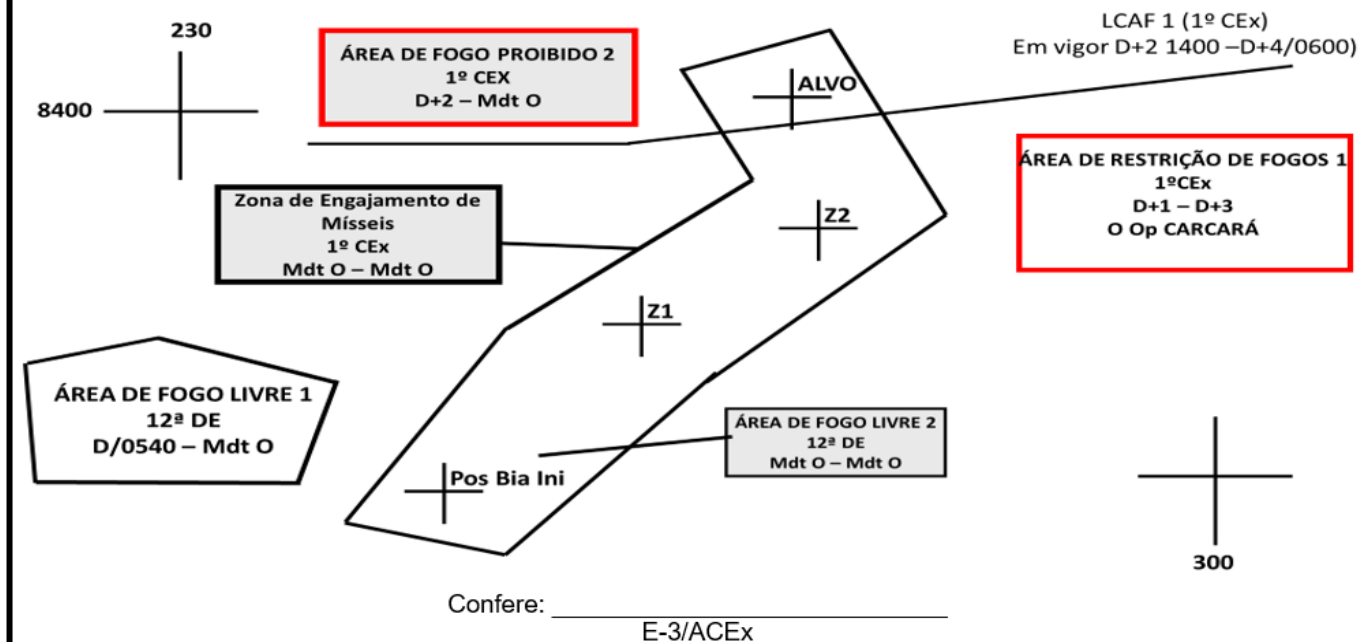 LCAF 1 (1º CEx)
Em vigor D+2 1400 –D+4/0600)
230
8400
ÁREA DE FOGO PROIBIDO 2
1º CEX
D+2 – Mdt O
ALVO
ÁREA DE RESTRIÇÃO DE FOGOS 1
1ºCEx
D+1 – D+3
O Op CARCARÁ
Zona de Engajamento de
Mísseis
1º CEx
Mdt O – Mdt O
Z2
Z1
ÁREA DE FOGO LIVRE 1
12ª DE
D/0540 – Mdt O
ÁREA DE FOGO LIVRE 2
12ª DE
Mdt O – Mdt O
Pos Bia Ini
300
Confere:
E-3/ACEx